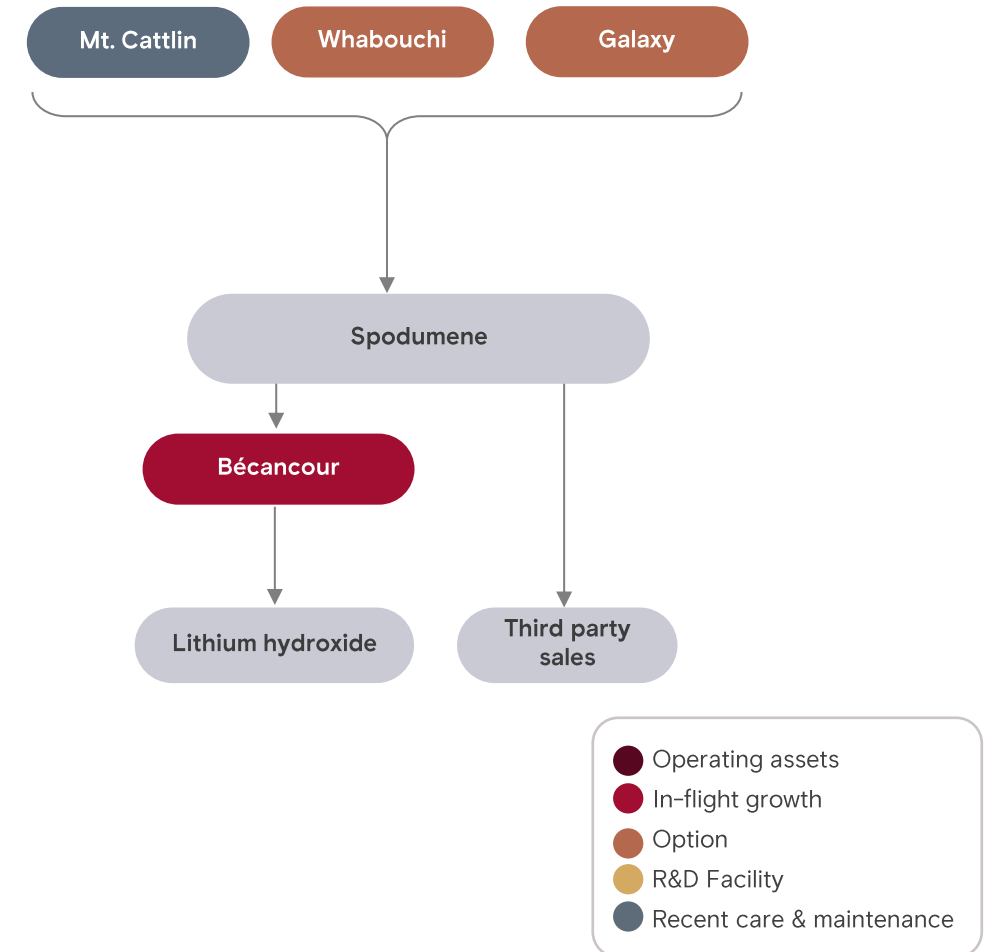 Mt. Cattlin
Whabouchi
Galaxy
Spodumene
Bécancour
Lithium hydroxide
Third party
sales
Operating assets
In-flight growth
Option
R&D Facility
Recent care & maintenance